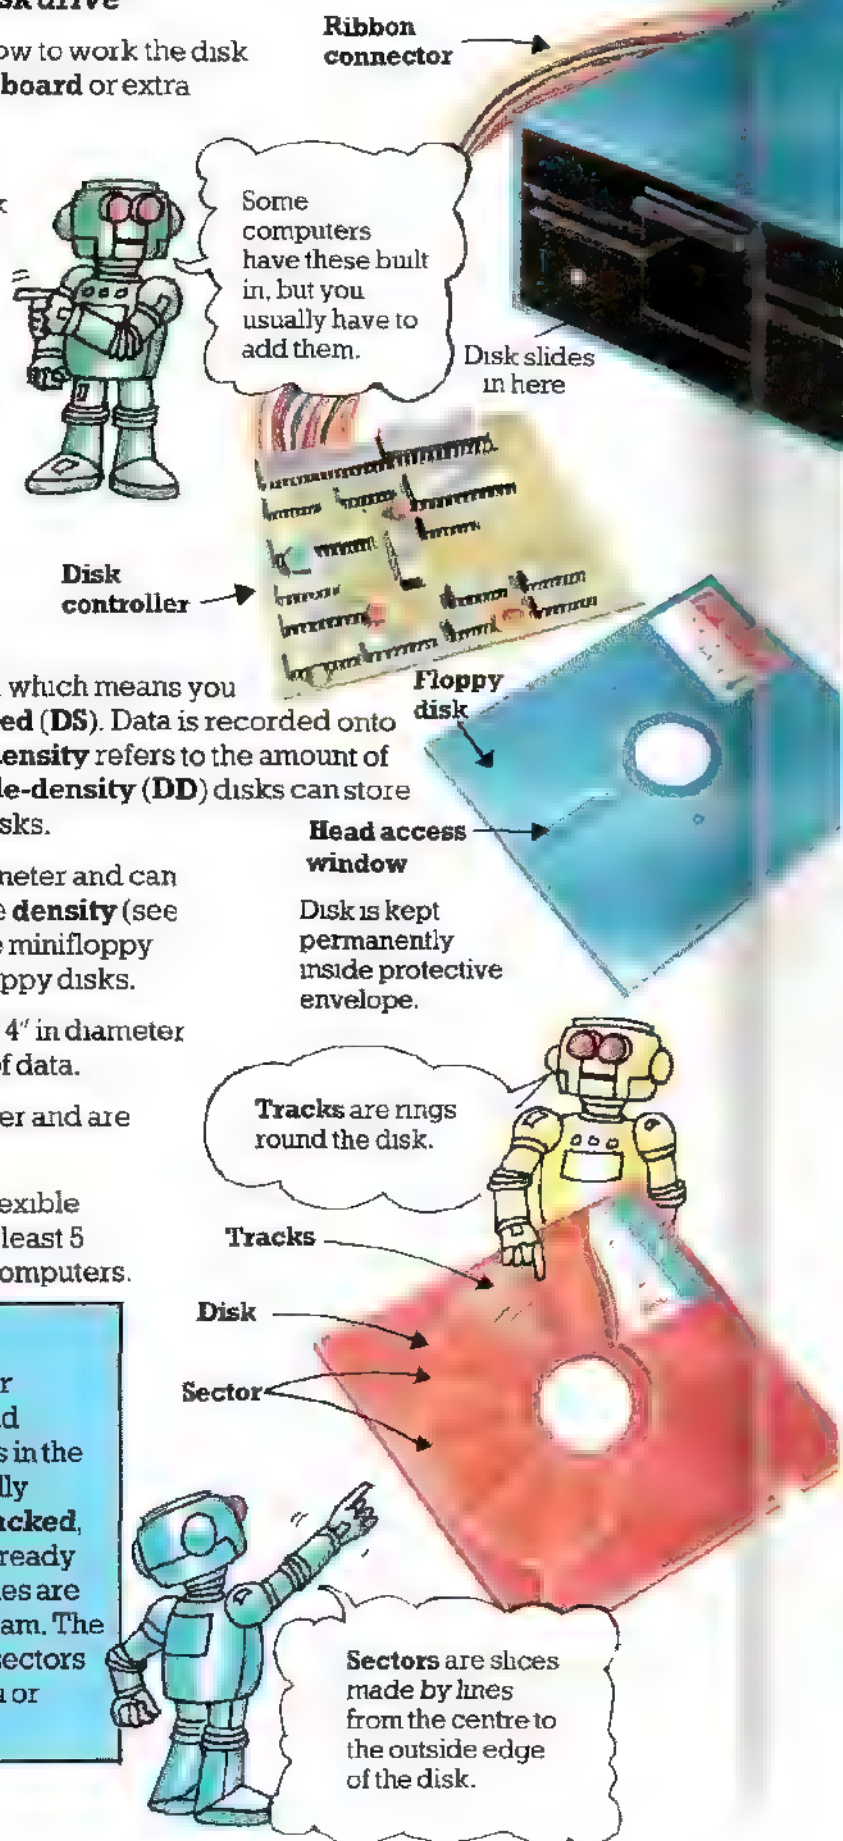 Ribbon
connector
ow to work the disk
board or extra
Some
computers
have these built
in, but you
usually have to
add them.
Disk slides
in here
Disk
controller
which means you
ed (DS). Data is recorded onto
density refers to the amount of
le-density (DD) disks can store
sks.
Floppy
disk
Head access
window
Disk is kept
permanently
inside protective
envelope.
neter and can
e density (see
e minifloppy
ppy disks.
4" in diameter
f data.
er and are
exible
least 5
omputers.
Tracks are rings
round the disk.
Tracks
Disk
Sector
r
d
s in the
lly
acked,
ready
es are
am. The
sectors
or
Sectors are slices
made by lines
from the centre to
the outside edge
of the disk.